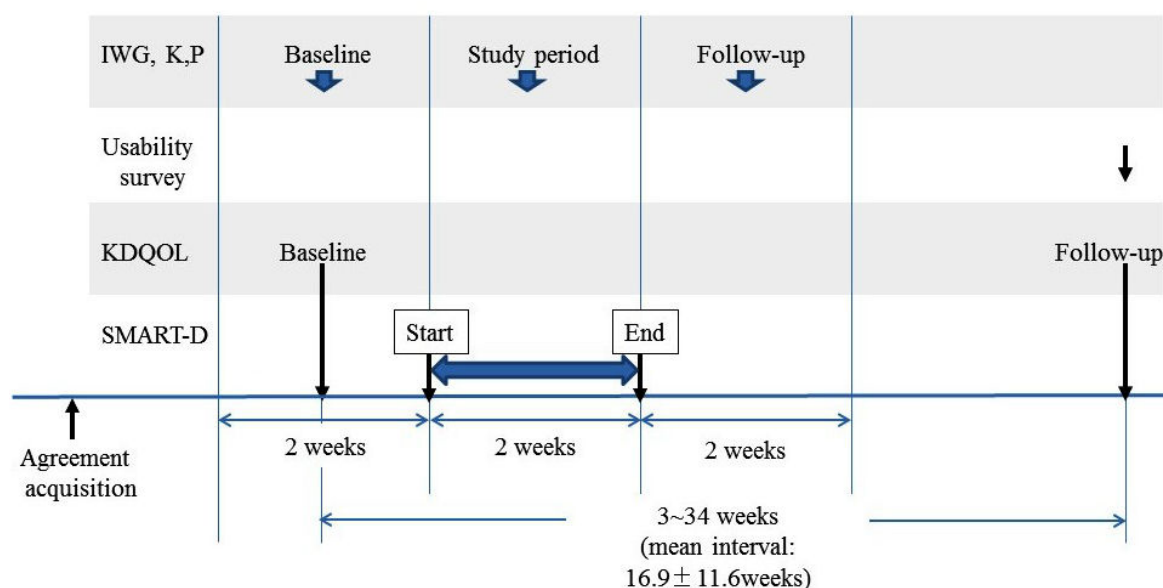 IWG, K,P Baseline Study period Follow-up
Usability
survey
KDQOL Baseline Follow-up
SMART-D Start End
2 weeks 2 weeks 2 weeks
Agreement
acquisition
3~34 weeks
(mean interval:
16.9±11.6weeks)